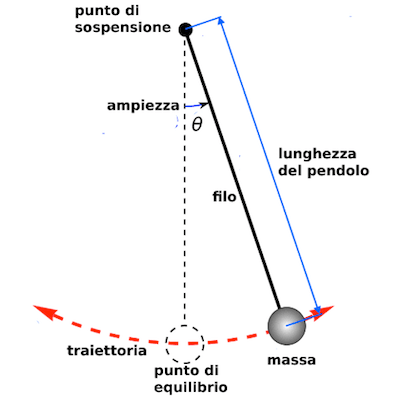 punto di
sospensione
ampiezza
θ
lunghezza
del pendolo
filo
traiettoria
massa
punto di
equilibrio